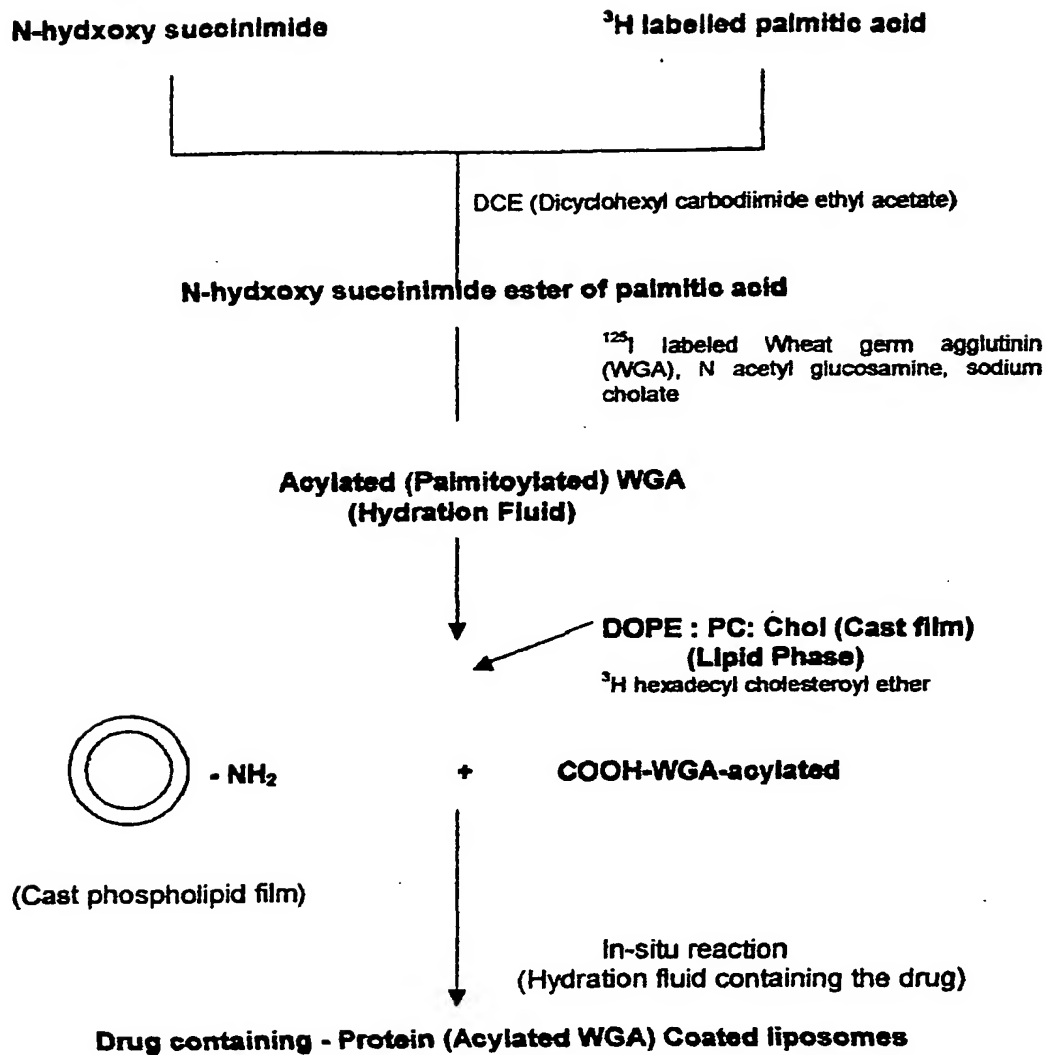 N-hydxoxy succinimide
³H labelled palmitic acid
DCE (Dicyclohexyl carbodiimide ethyl acetate)
N-hydxoxy succinimide ester of palmitic acid
¹²⁵I labeled Wheat germ agglutinin
(WGA), N acetyl glucosamine, sodium
cholate
Acylated (Palmitoylated) WGA
(Hydration Fluid)
DOPE : PC: Chol (Cast film)
(Lipid Phase)
³H hexadecyl cholesteroyl ether
- NH₂
+
COOH-WGA-acylated
(Cast phospholipid film)
In-situ reaction
(Hydration fluid containing the drug)
Drug containing - Protein (Acylated WGA) Coated liposomes